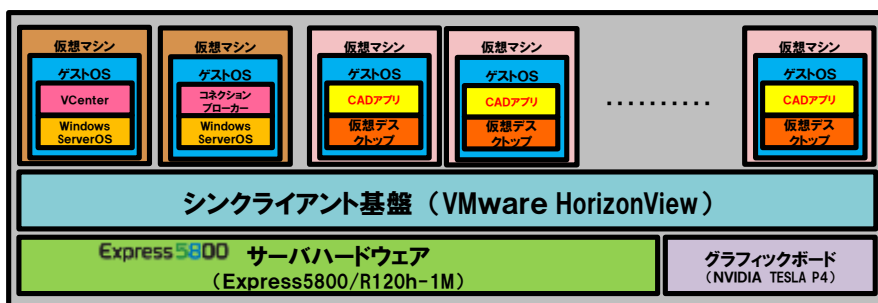 仮想マシン
ゲストOS
VCenter
Windows
ServerOS
仮想マシン
ゲストOS
コネクション
ブローカー
Windows
ServerOS
仮想マシン
ゲストOS
CADアプリ
仮想デス
クトップ
仮想マシン
ゲストOS
CADアプリ
仮想デス
クトップ
..........
仮想マシン
ゲストOS
CADアプリ
仮想デス
クトップ
シンクライアント基盤（VMware HorizonView）
Express5800 サーバハードウェア
（Express5800/R120h-1M）
グラフィックボード
（NVIDIA TESLA P4）